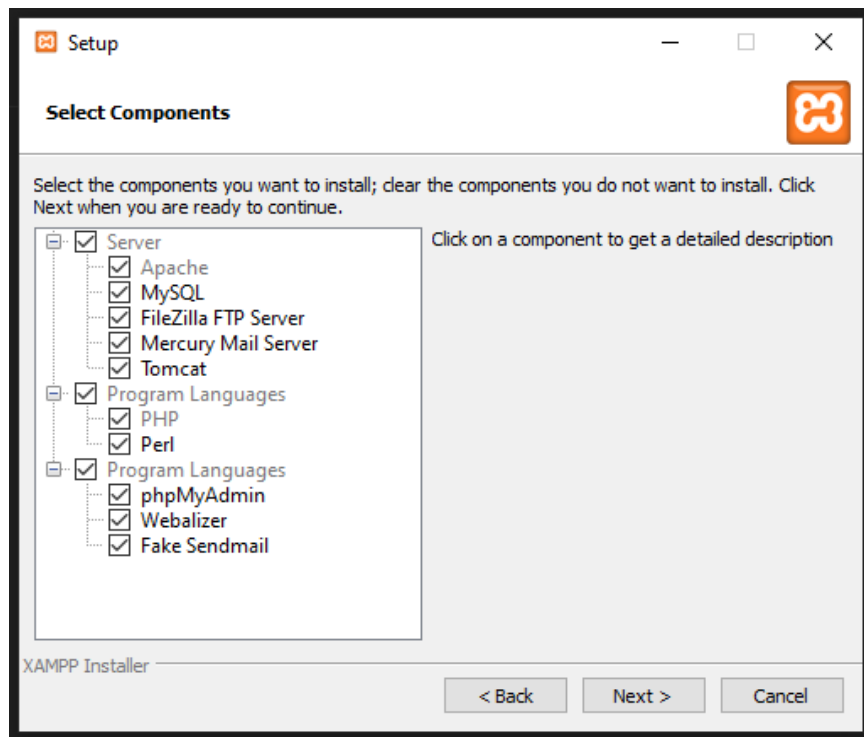 Setup
Select Components
Select the components you want to install; clear the components you do not want to install. Click
Next when you are ready to continue.
Server
Apache
MySQL
FileZilla FTP Server
Mercury Mail Server
Tomcat
Program Languages
PHP
Perl
Program Languages
phpMyAdmin
Webalizer
Fake Sendmail
Click on a component to get a detailed description
XAMPP Installer
< Back
Next >
Cancel